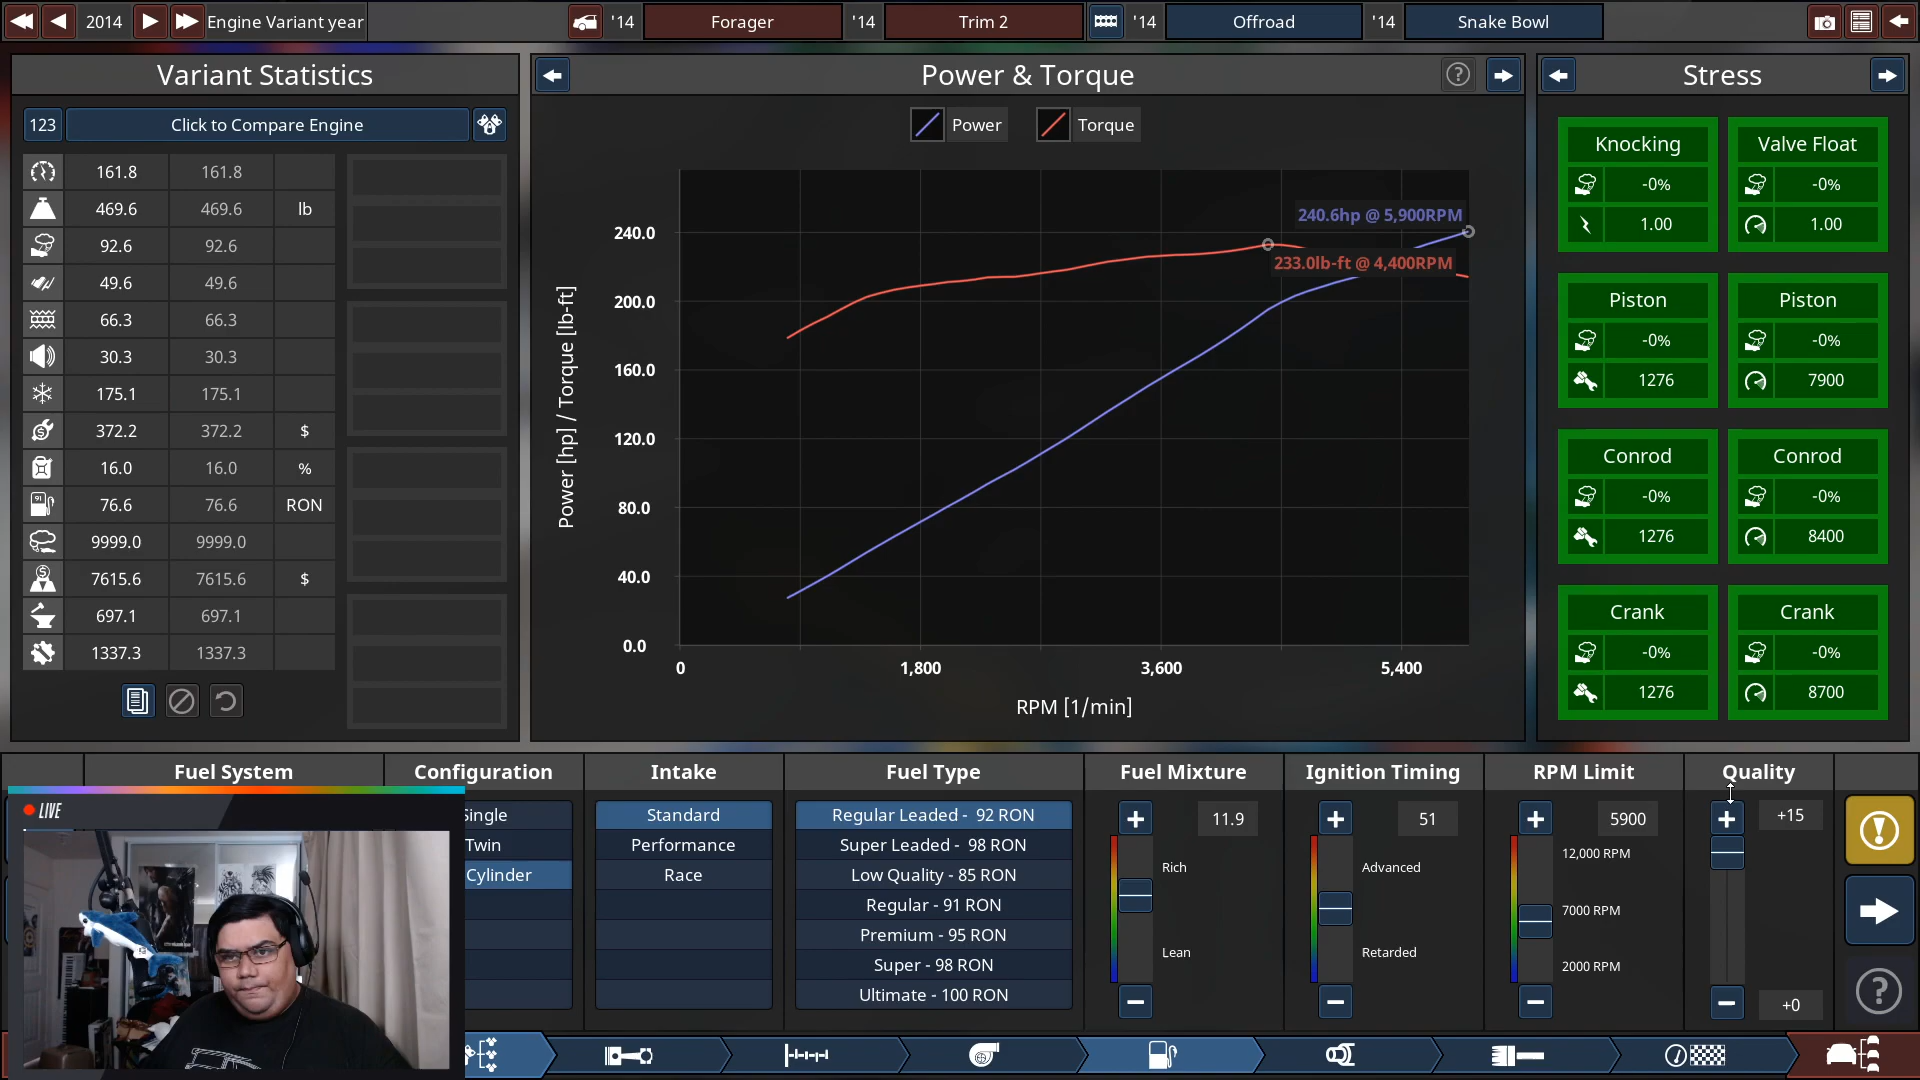 2014
Engine Variant year
'14
Forager
'14
Trim 2
'14
Offroad
'14
Snake Bowl
Variant Statistics
123
Click to Compare Engine
161.8 161.8
469.6 469.6 lb
92.6 92.6
49.6 49.6
66.3 66.3
30.3 30.3
175.1 175.1
372.2 372.2 $
16.0 16.0 %
76.6 76.6 RON
9999.0 9999.0
7615.6 7615.6 $
697.1 697.1
1337.3 1337.3
Power & Torque
?
Power
Torque
Power [hp] / Torque [lb-ft]
240.0
200.0
160.0
120.0
80.0
40.0
0.0
240.6hp @ 5,900RPM
233.0lb-ft @ 4,400RPM
0
1,800
3,600
5,400
RPM [1/min]
Stress
Knocking
-0%
1.00
Valve Float
-0%
1.00
Piston
-0%
1276
Piston
-0%
7900
Conrod
-0%
1276
Conrod
-0%
8400
Crank
-0%
1276
Crank
-0%
8700
Fuel System
LIVE
Configuration
Single
Twin
Cylinder
Intake
Standard
Performance
Race
Fuel Type
Regular Leaded - 92 RON
Super Leaded - 98 RON
Low Quality - 85 RON
Regular - 91 RON
Premium - 95 RON
Super - 98 RON
Ultimate - 100 RON
Fuel Mixture
11.9
Rich
Lean
Ignition Timing
51
Advanced
Retarded
RPM Limit
5900
12,000 RPM
7000 RPM
2000 RPM
Quality
+15
+0
?